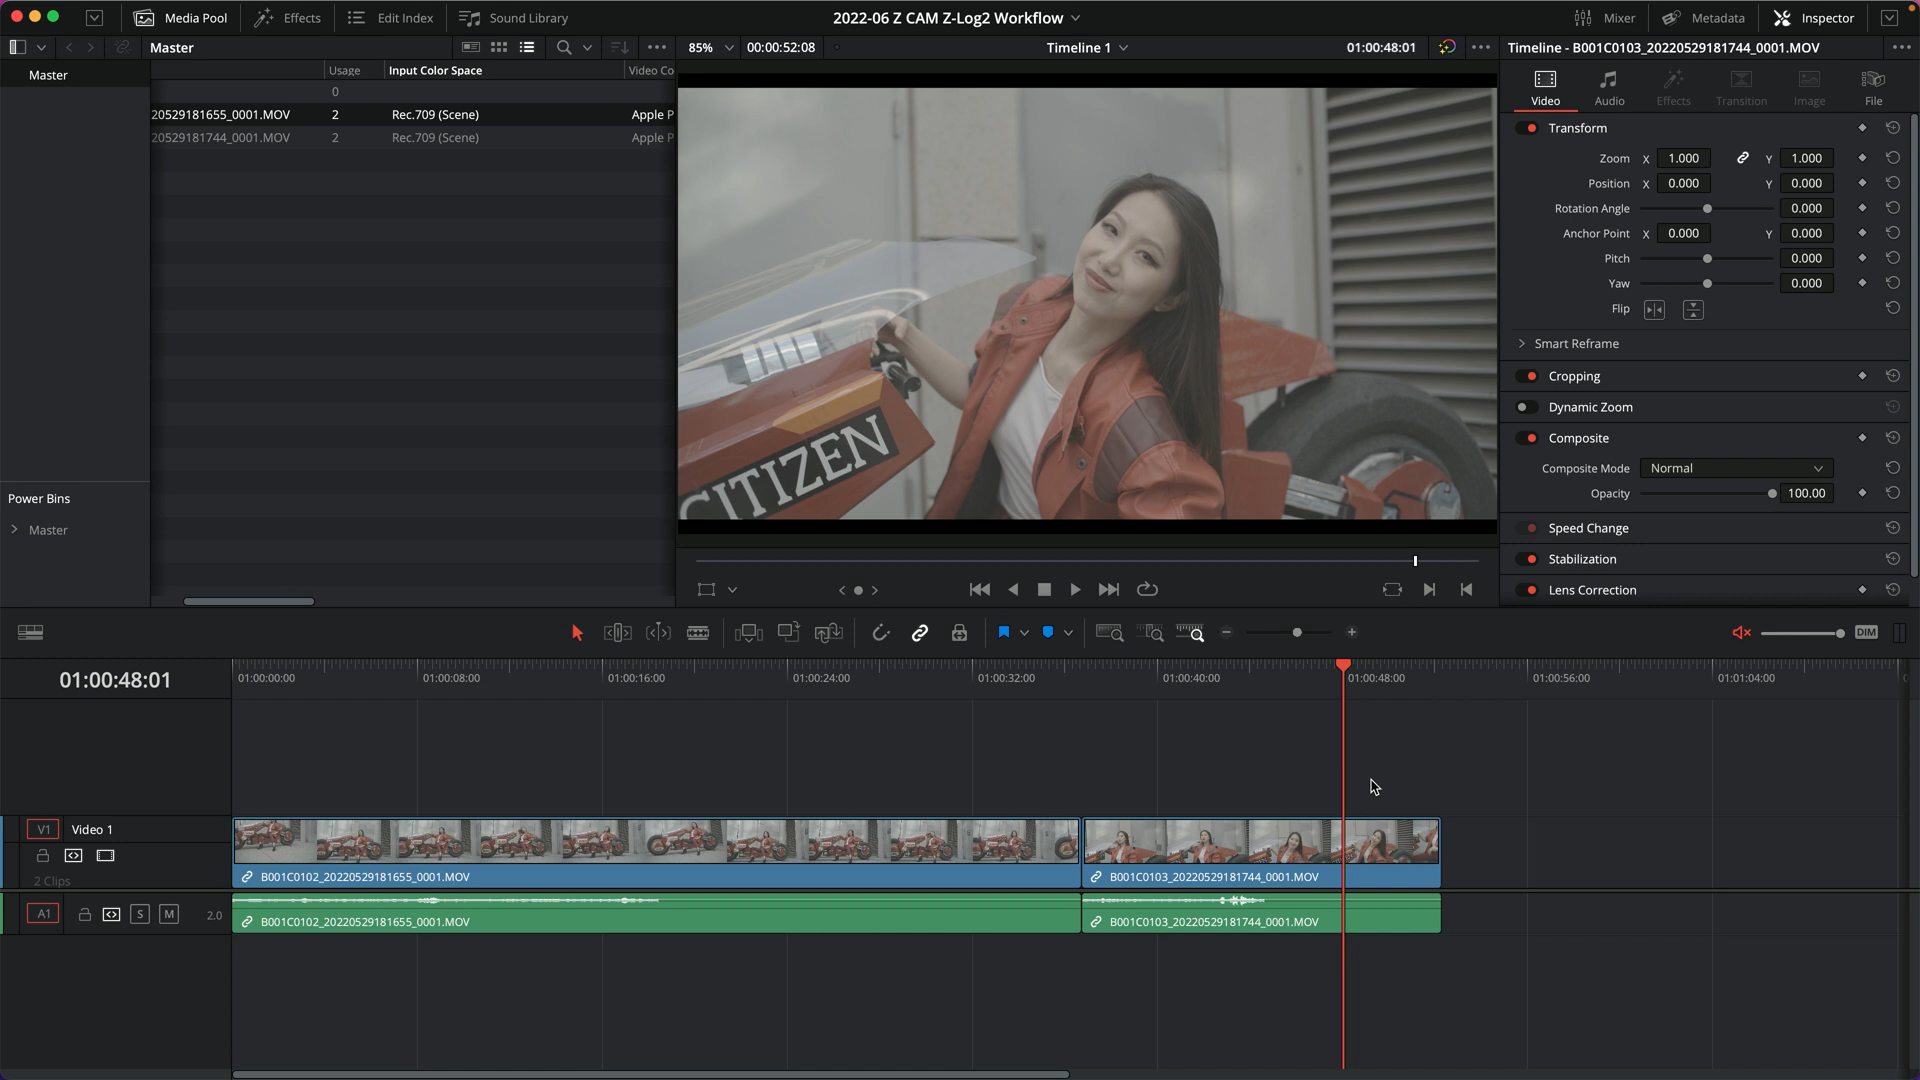 Media Pool
Effects
Edit Index
Sound Library
2022-06 Z CAM Z-Log2 Workflow
Mixer
Metadata
Inspector
Master
85%
00:00:52:08
Timeline 1
01:00:48:01
Timeline - B001C0103_20220529181744_0001.MOV
Master
Usage
Input Color Space
Video Co
0
20529181655_0001.MOV 2 Rec.709 (Scene) Apple P
20529181744_0001.MOV 2 Rec.709 (Scene) Apple P
Power Bins
Master
CITIZEN
Video
Audio
Effects
Transition
Image
File
Transform
Zoom X 1.000 Y 1.000
Position X 0.000 Y 0.000
Rotation Angle 0.000
Anchor Point X 0.000 Y 0.000
Pitch 0.000
Yaw 0.000
Flip
Smart Reframe
Cropping
Dynamic Zoom
Composite
Composite Mode Normal
Opacity 100.00
Speed Change
Stabilization
Lens Correction
DIM
01:00:48:01
01:00:00:00
01:00:08:00
01:00:16:00
01:00:24:00
01:00:32:00
01:00:40:00
01:00:48:00
01:00:56:00
01:01:04:00
V1 Video 1
2 Clips
B001C0102_20220529181655_0001.MOV
B001C0103_20220529181744_0001.MOV
A1 S M 2.0
B001C0102_20220529181655_0001.MOV
B001C0103_20220529181744_0001.MOV